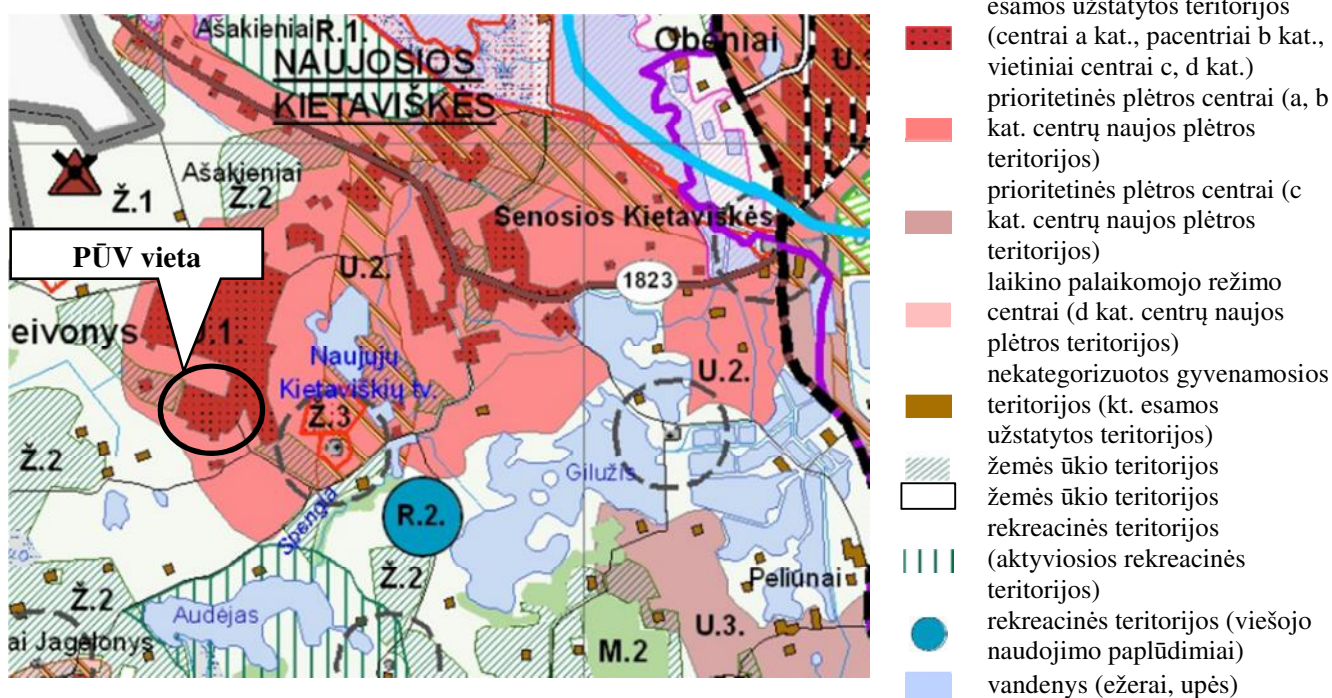 Ašakieniai R.1.
NAUJOSIOS
KIETAVIŠKĖS
Obeniai
U.
Ašakieniai
Ž.1
Ž.2
Senosios Kietaviškės
PŪV vieta
U.2.
1823
eivonys
.1.
Naujųjų
Kietaviškių tv.
U.2.
Ž.3
Ž.2
Gilužis
R.2.
Spengla
Ž.2
Peliunai
Ž.2
Audėjas
U.3.
ai Jagėlonys
M.2
esamos užstatytos teritorijos
(centrai a kat., pacentriai b kat.,
vietiniai centrai c, d kat.)
prioritetinės plėtros centrai (a, b
kat. centrų naujos plėtros
teritorijos)
prioritetinės plėtros centrai (c
kat. centrų naujos plėtros
teritorijos)
laikino palaikomojo režimo
centrai (d kat. centrų naujos
plėtros teritorijos)
nekategorizuotos gyvenamosios
teritorijos (kt. esamos
užstatytos teritorijos)
žemės ūkio teritorijos
žemės ūkio teritorijos
rekreacinės teritorijos
(aktyviosios rekreacinės
teritorijos)
rekreacinės teritorijos (viešojo
naudojimo paplūdimiai)
vandenys (ežerai, upės)